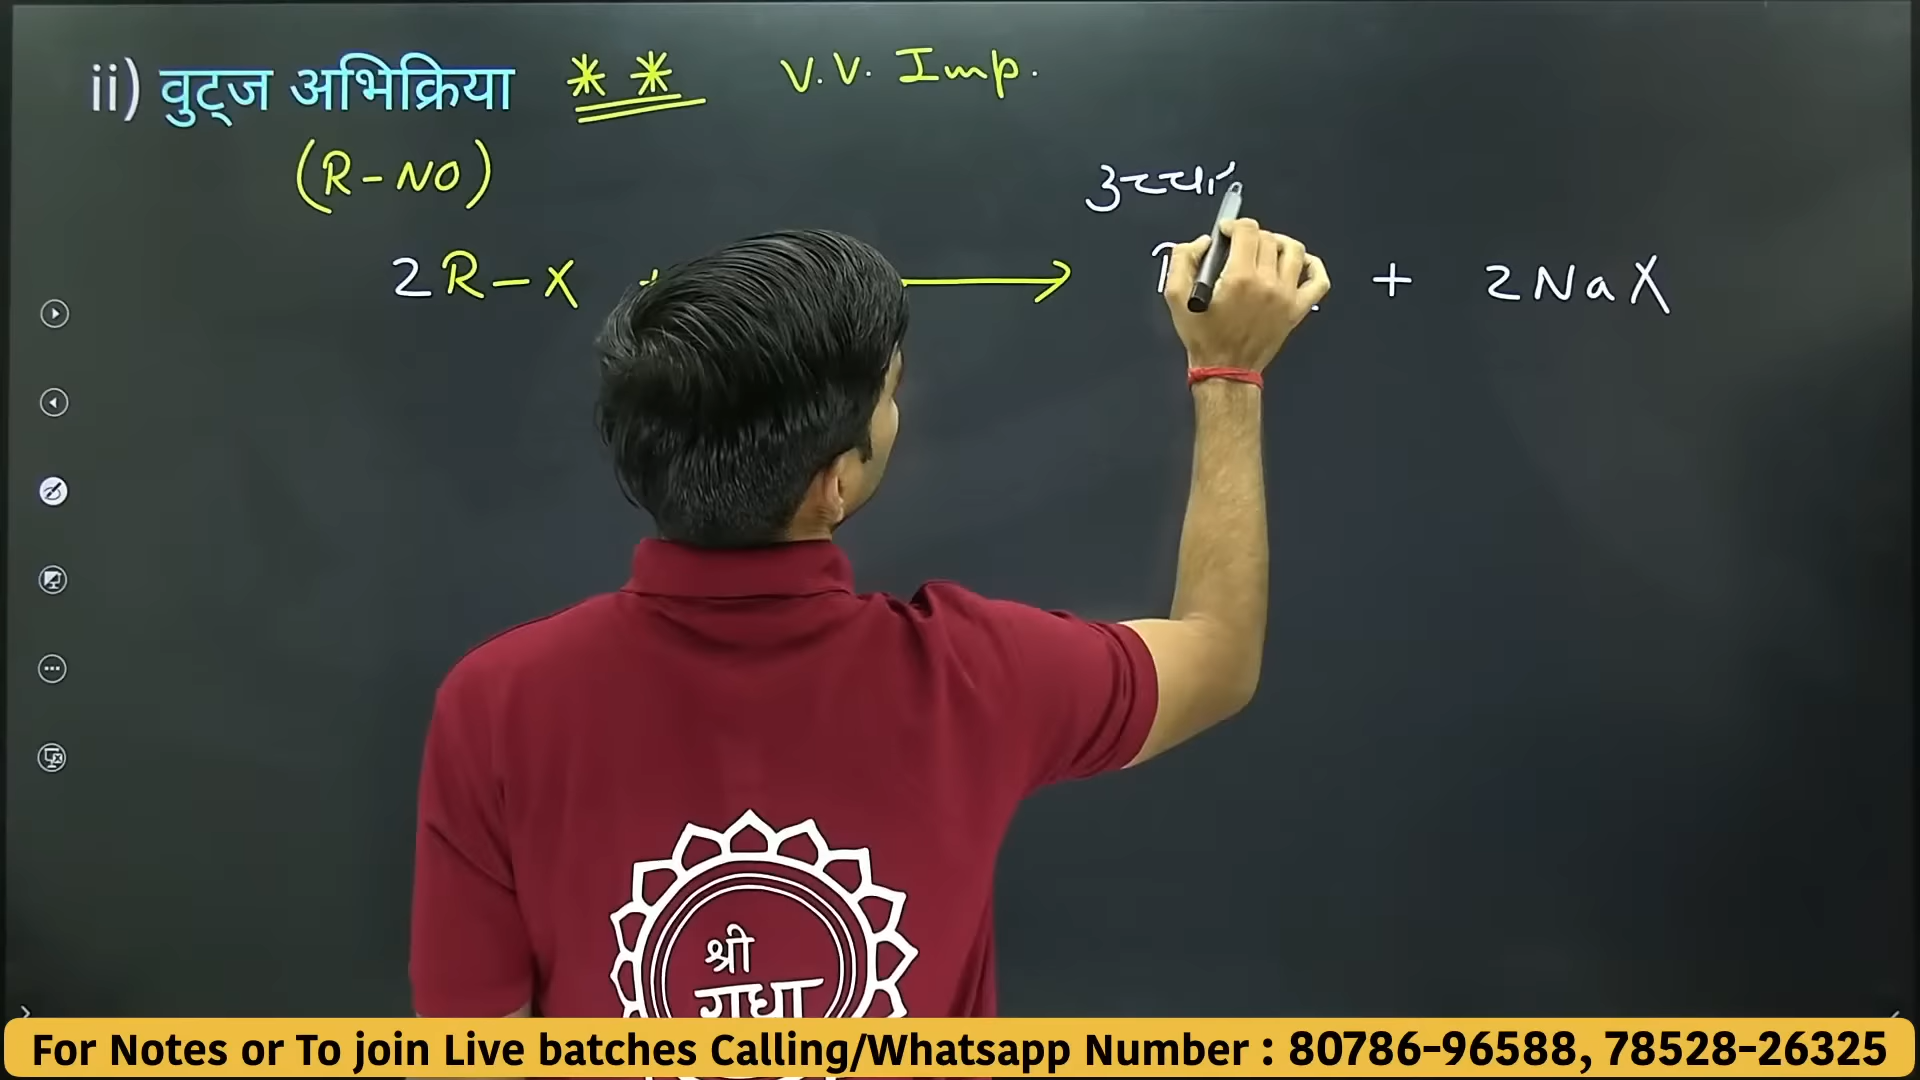 ii) वुट्ज अभिक्रिया ** V.V. Imp.
(R-NO)
2R-X + → + 2NaX
श्री
राधा
For Notes or To join Live batches Calling/Whatsapp Number : 80786-96588, 78528-26325